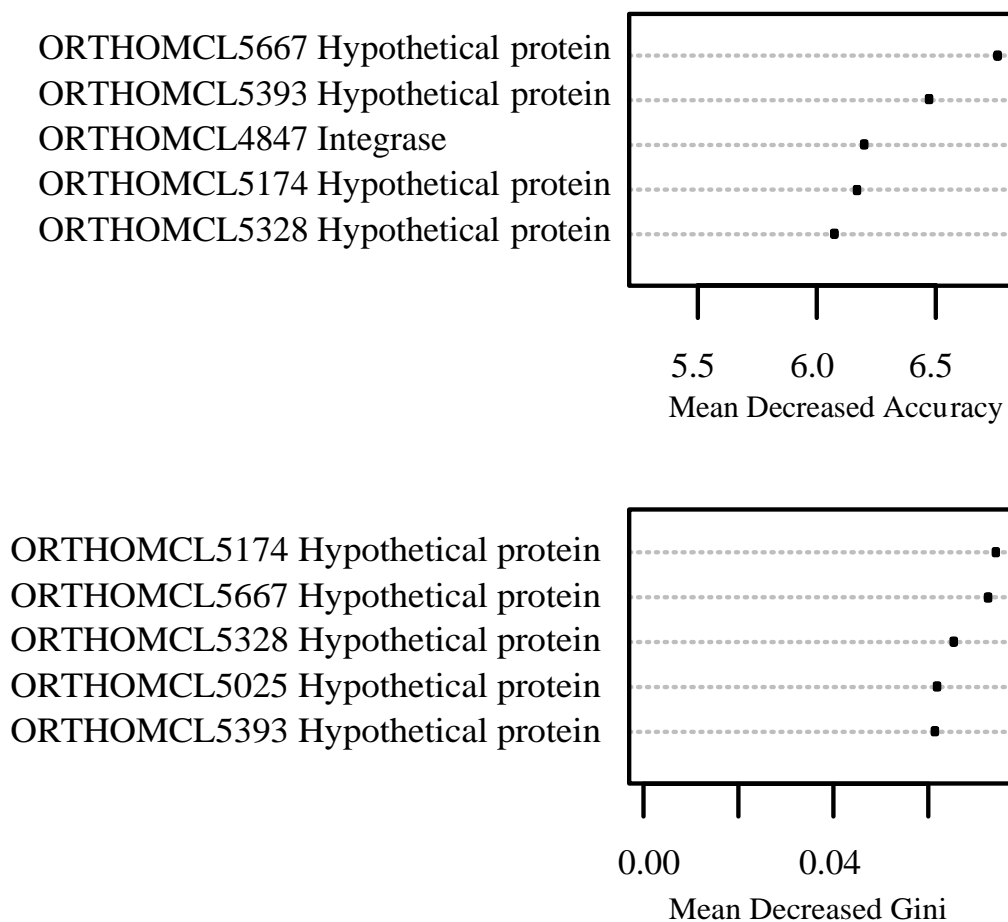 ORTHOMCL5667 Hypothetical protein
ORTHOMCL5393 Hypothetical protein
ORTHOMCL4847 Integrase
ORTHOMCL5174 Hypothetical protein
ORTHOMCL5328 Hypothetical protein
5.5 6.0 6.5
Mean Decreased Accuracy
ORTHOMCL5174 Hypothetical protein
ORTHOMCL5667 Hypothetical protein
ORTHOMCL5328 Hypothetical protein
ORTHOMCL5025 Hypothetical protein
ORTHOMCL5393 Hypothetical protein
0.00 0.04
Mean Decreased Gini